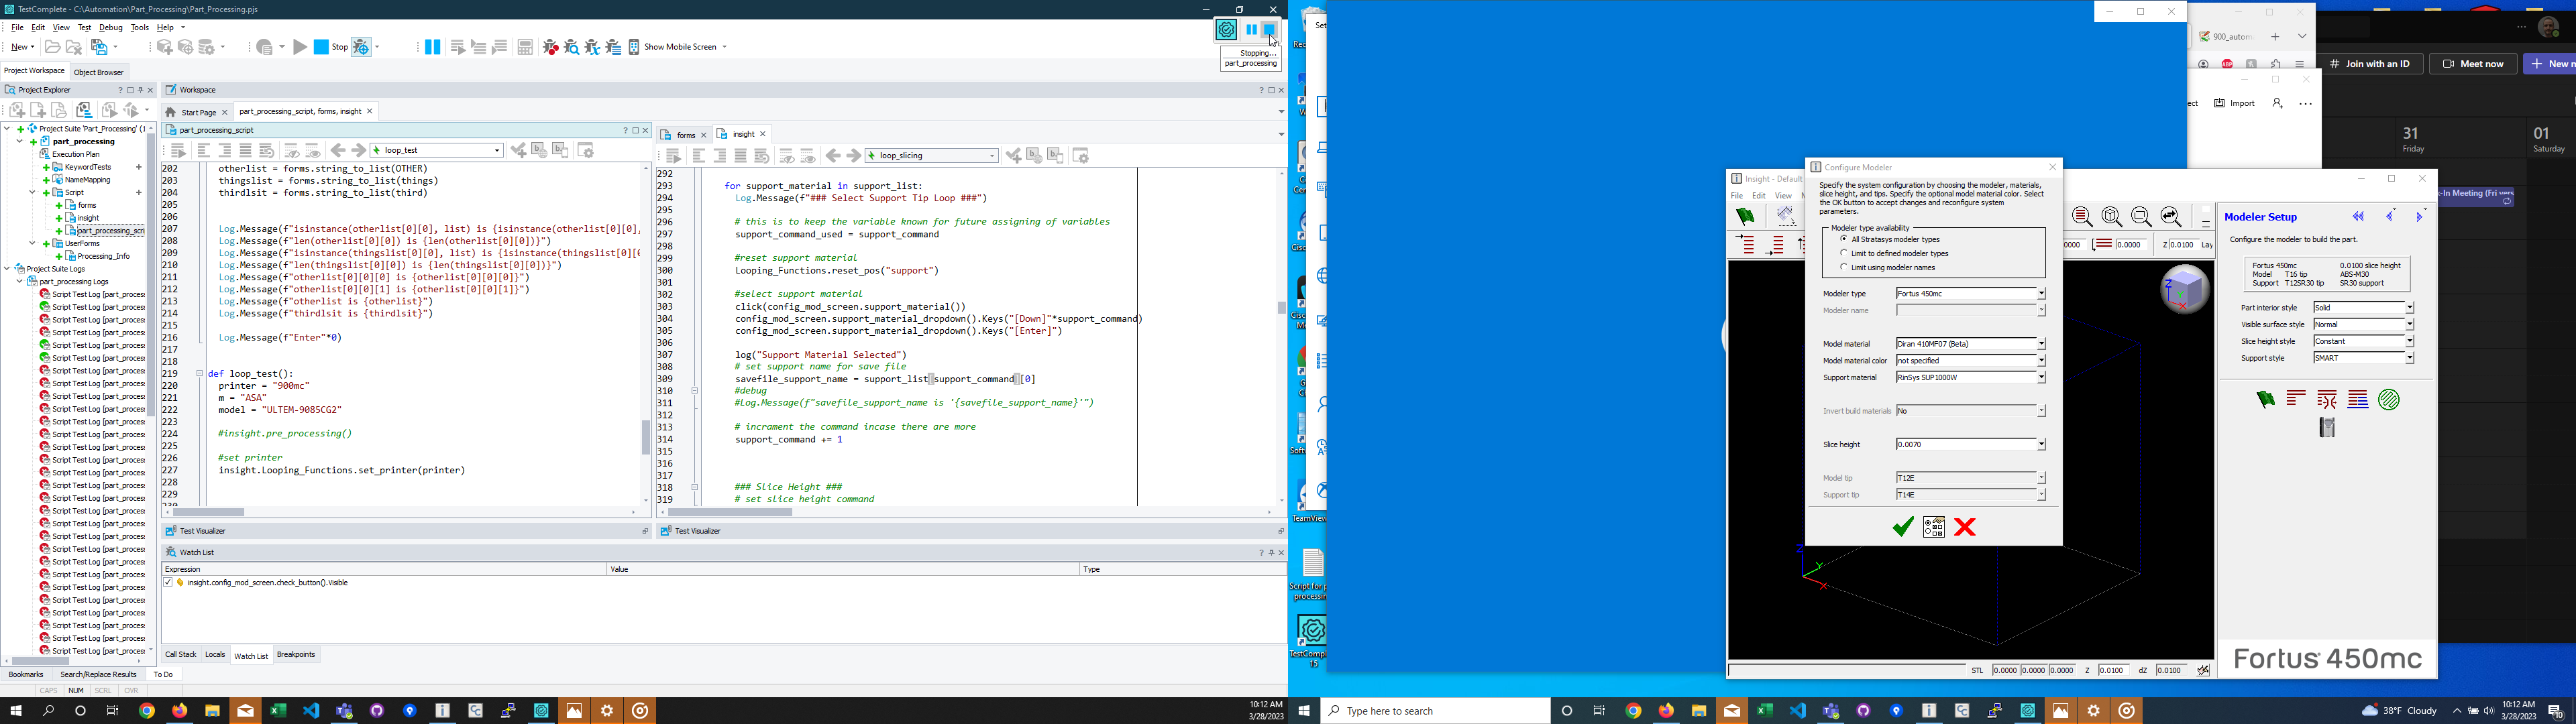 TestComplete - C:\Automation\Part_Processing\Part_Processing.pjs
File Edit View Test Debug Tools Help
New
Stop
Show Mobile Screen
Stopping...
part_processing
Project Workspace Object Browser
Project Explorer
Project Suite 'Part_Processing' (1
part_processing
Execution Plan
KeywordTests
NameMapping
Script
forms
insight
part_processing_scri
UserForms
Processing_Info
Project Suite Logs
part_processing Logs
Script Test Log [part_proces
Bookmarks Search/Replace Results To Do
CAPS NUM SCRL OVR
Workspace
Start Page part_processing_script, forms, insight
part_processing_script
loop_test
202 otherlist = forms.string_to_list(OTHER)
203 thingslist = forms.string_to_list(things)
204 thirdlist = forms.string_to_list(third)
205
206
207 Log.Message(f"isinstance(otherlist[0][0], list) is {isinstance(otherlist[0][0],
208 Log.Message(f"len(otherlist[0][0]) is {len(otherlist[0][0])}")
209 Log.Message(f"isinstance(thingslist[0][0], list) is {isinstance(thingslist[0][0
210 Log.Message(f"len(thingslist[0][0]) is {len(thingslist[0][0])}")
211 Log.Message(f"otherlist[0][0][0] is {otherlist[0][0][0]}")
212 Log.Message(f"otherlist[0][0][1] is {otherlist[0][0][1]}")
213 Log.Message(f"otherlist is {otherlist}")
214 Log.Message(f"thirdlsit is {thirdlsit}")
215
216 Log.Message(f"Enter"*0)
217
218
219 def loop_test():
220 printer = "900mc"
221 m = "ASA"
222 model = "ULTEM-9085CG2"
223
224 #insight.pre_processing()
225
226 #set printer
227 insight.Looping_Functions.set_printer(printer)
228
229
forms insight
loop_slicing
292
293 for support_material in support_list:
294 Log.Message(f"### Select Support Tip Loop ###")
295
296 # this is to keep the variable known for future assigning of variables
297 support_command_used = support_command
298
299 #reset support material
300 Looping_Functions.reset_pos("support")
301
302 #select support material
303 click(config_mod_screen.support_material())
304 config_mod_screen.support_material_dropdown().Keys("[Down]"*support_command)
305 config_mod_screen.support_material_dropdown().Keys("[Enter]")
306
307 log("Support Material Selected")
308 # set support name for save file
309 savefile_support_name = support_list[support_command][0]
310 #debug
311 #Log.Message(f"savefile_support_name is '{savefile_support_name}'")
312
313 # incrament the command incase there are more
314 support_command += 1
315
316
317
318 ### Slice Height ###
319 # set slice height command
Test Visualizer
Test Visualizer
Watch List
Expression Value Type
insight.config_mod_screen.check_button().Visible
Call Stack Locals Watch List Breakpoints
10:12 AM
3/28/2023
TeamView
Script for p
processing
TestCompl
15
Configure Modeler
Specify the system configuration by choosing the modeler, materials,
slice height, and tips. Specify the optional model material color. Select
the OK button to accept changes and reconfigure system
parameters.
Modeler type availability
All Stratasys modeler types
Limit to defined modeler types
Limit using modeler names
Modeler type Fortus 450mc
Modeler name
Model material Diran 410MF07 (Beta)
Model material color not specified
Support material RinSys SUP1000W
Invert build materials No
Slice height 0.0070
Model tip T12E
Support tip T14E
Insight - Default
File Edit View
0000 0.0000 Z 0.0100 Lay
Modeler Setup
Configure the modeler to build the part.
Fortus 450mc 0.0100 slice height
Model T16 tip ABS-M30
Support T12SR30 tip SR30 support
Part interior style Solid
Visible surface style Normal
Slice height style Constant
Support style SMART
Fortus 450mc
STL 0.0000 0.0000 0.0000 Z 0.0100 dZ 0.0100
900_autom
ect Import
Join with an ID Meet now New n
31
Friday
01
Saturday
Type here to search
38°F Cloudy
10:12 AM
3/28/2023